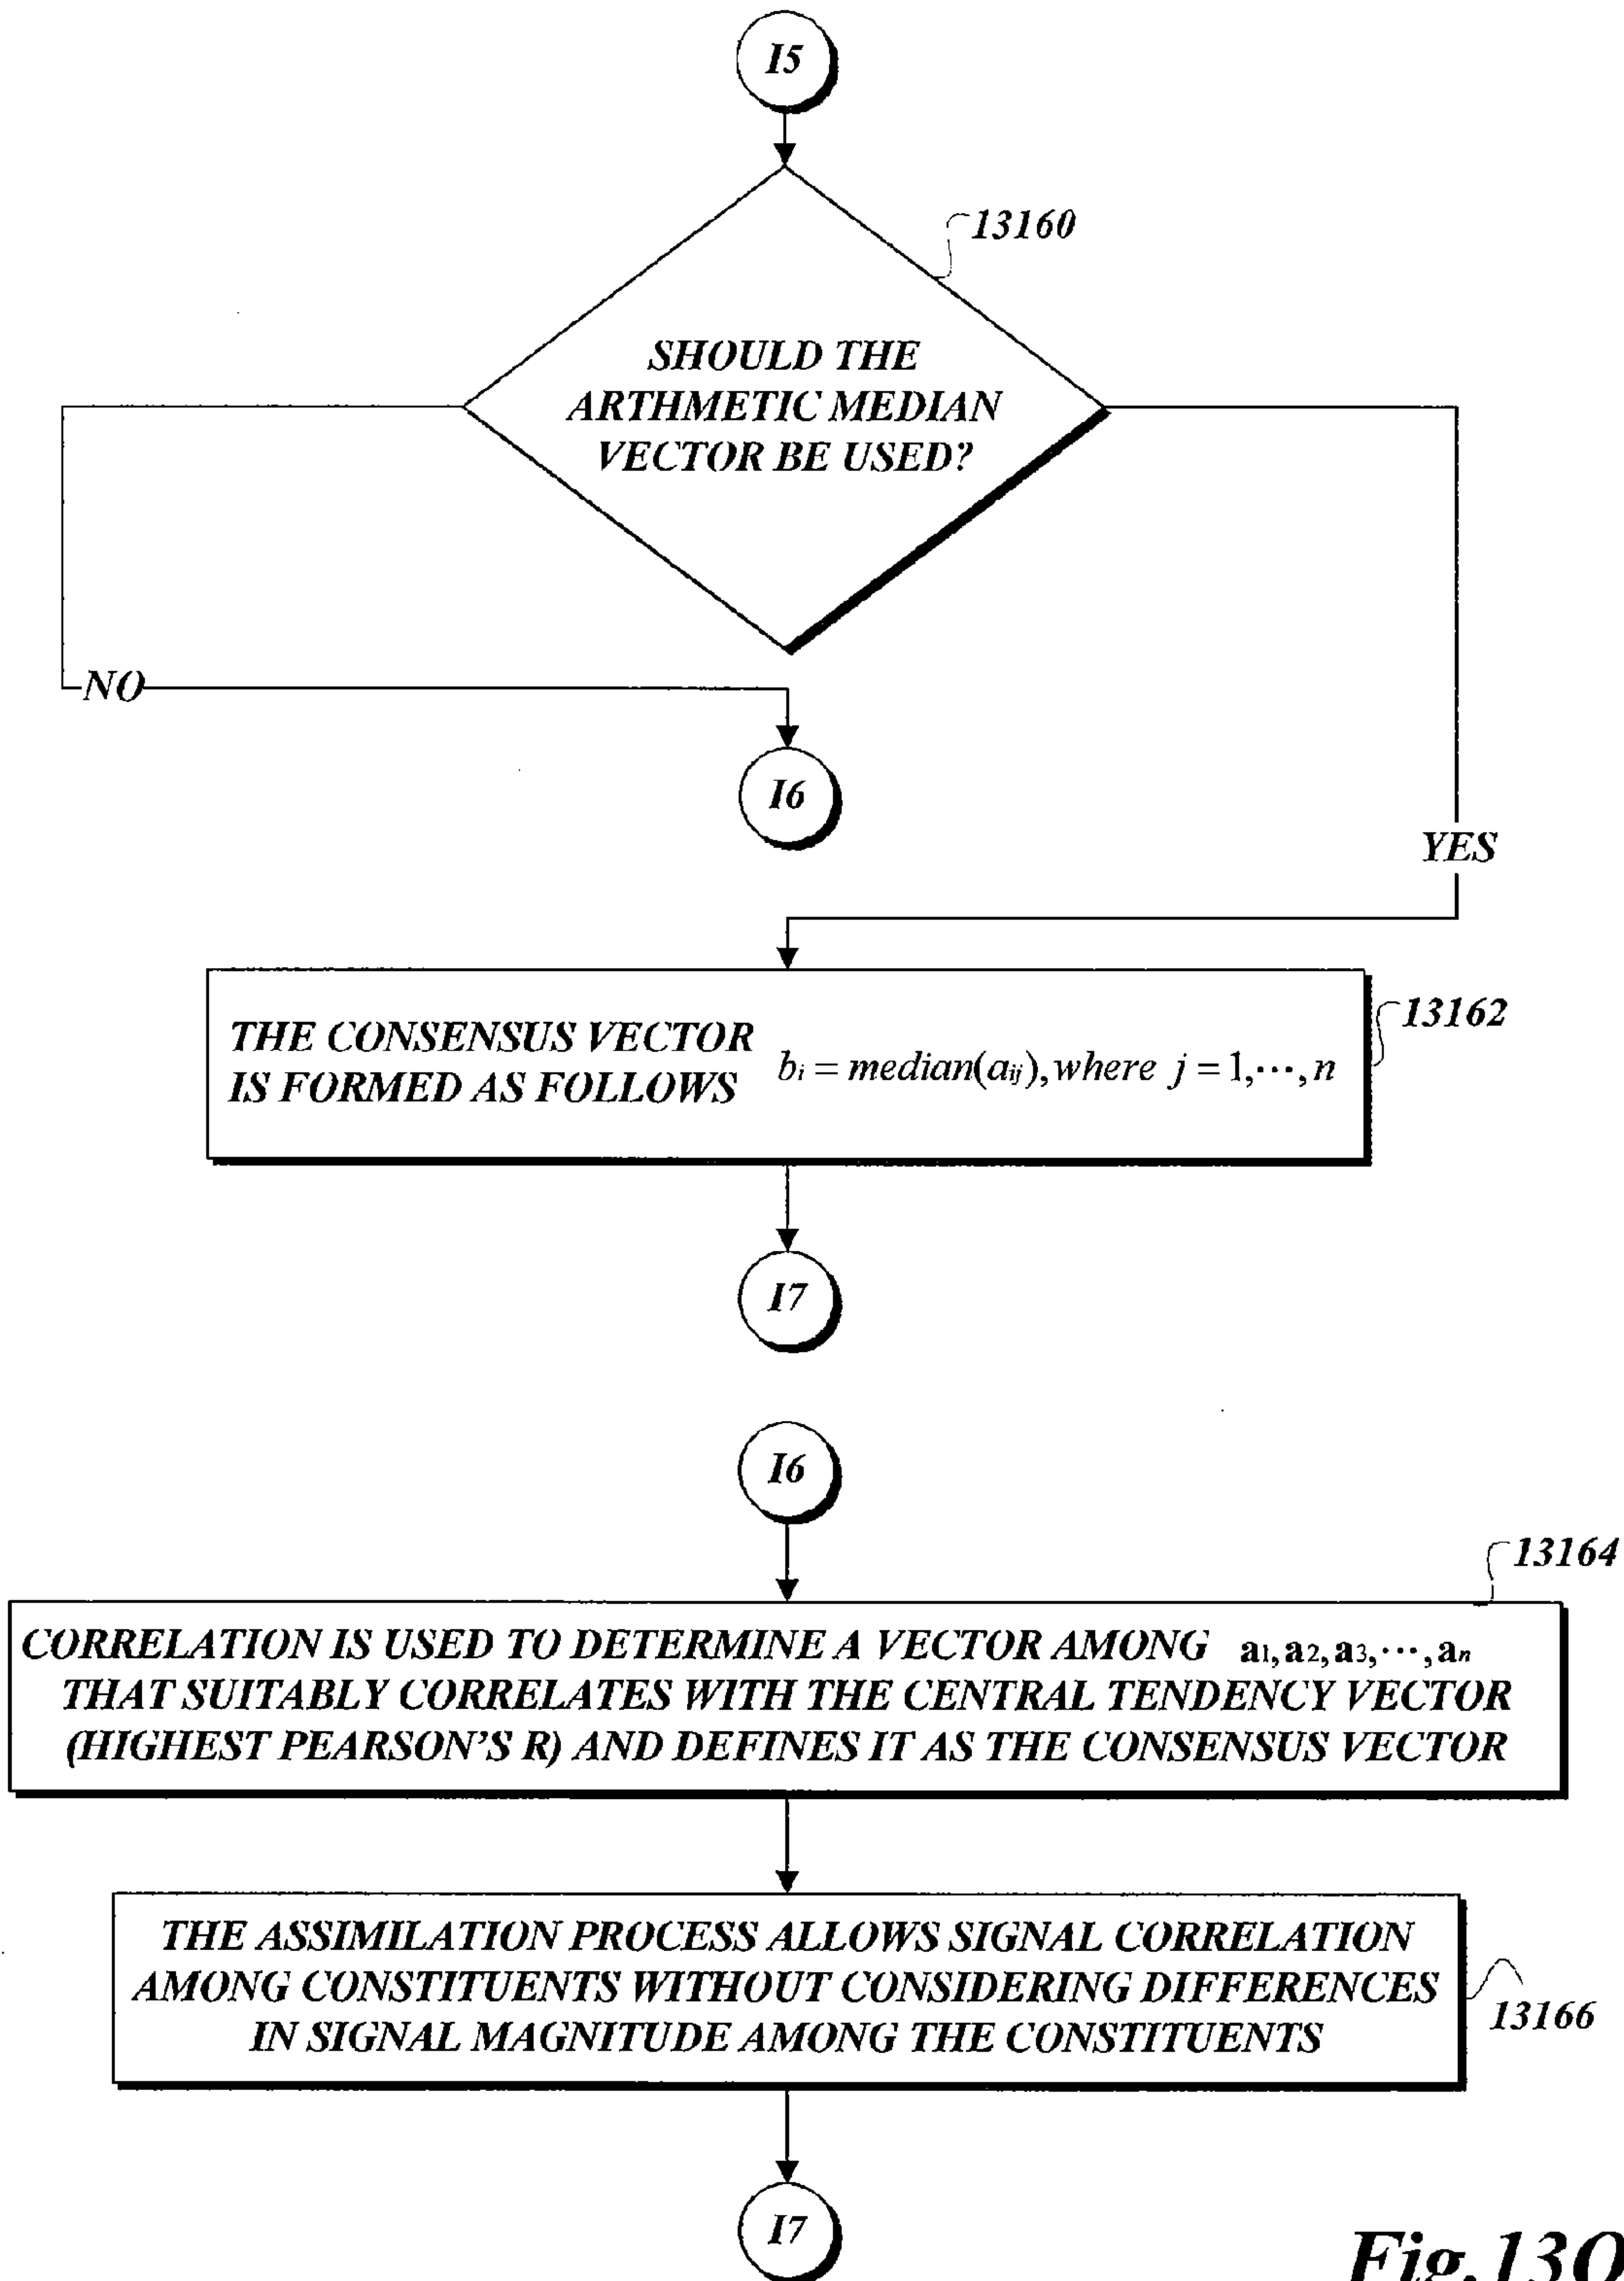 I5
13160
SHOULD THE
ARTHMETIC MEDIAN
VECTOR BE USED?
NO
I6
YES
13162
THE CONSENSUS VECTOR
IS FORMED AS FOLLOWS
bi = median(aij), where j = 1,···, n
I7
I6
13164
CORRELATION IS USED TO DETERMINE A VECTOR AMONG a1, a2, a3, ···, an
THAT SUITABLY CORRELATES WITH THE CENTRAL TENDENCY VECTOR
(HIGHEST PEARSON'S R) AND DEFINES IT AS THE CONSENSUS VECTOR
THE ASSIMILATION PROCESS ALLOWS SIGNAL CORRELATION
AMONG CONSTITUENTS WITHOUT CONSIDERING DIFFERENCES
IN SIGNAL MAGNITUDE AMONG THE CONSTITUENTS
13166
I7